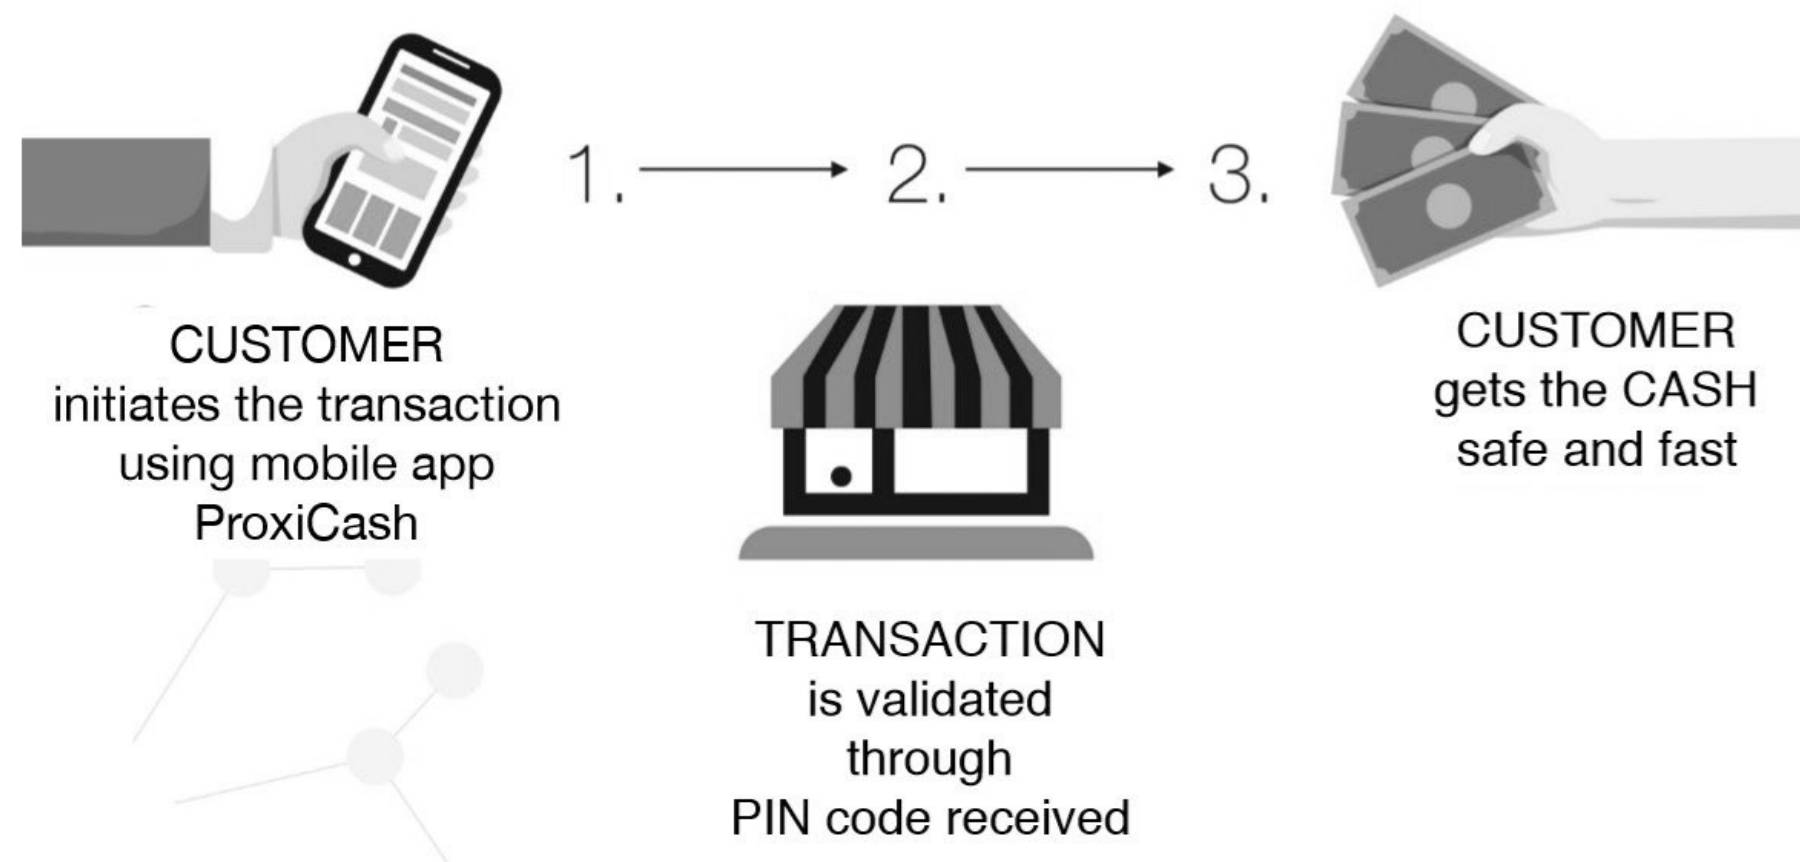 1.
2.
3.
CUSTOMER
initiates the transaction
using mobile app
ProxiCash
TRANSACTION
is validated
through
PIN code received
CUSTOMER
gets the CASH
safe and fast